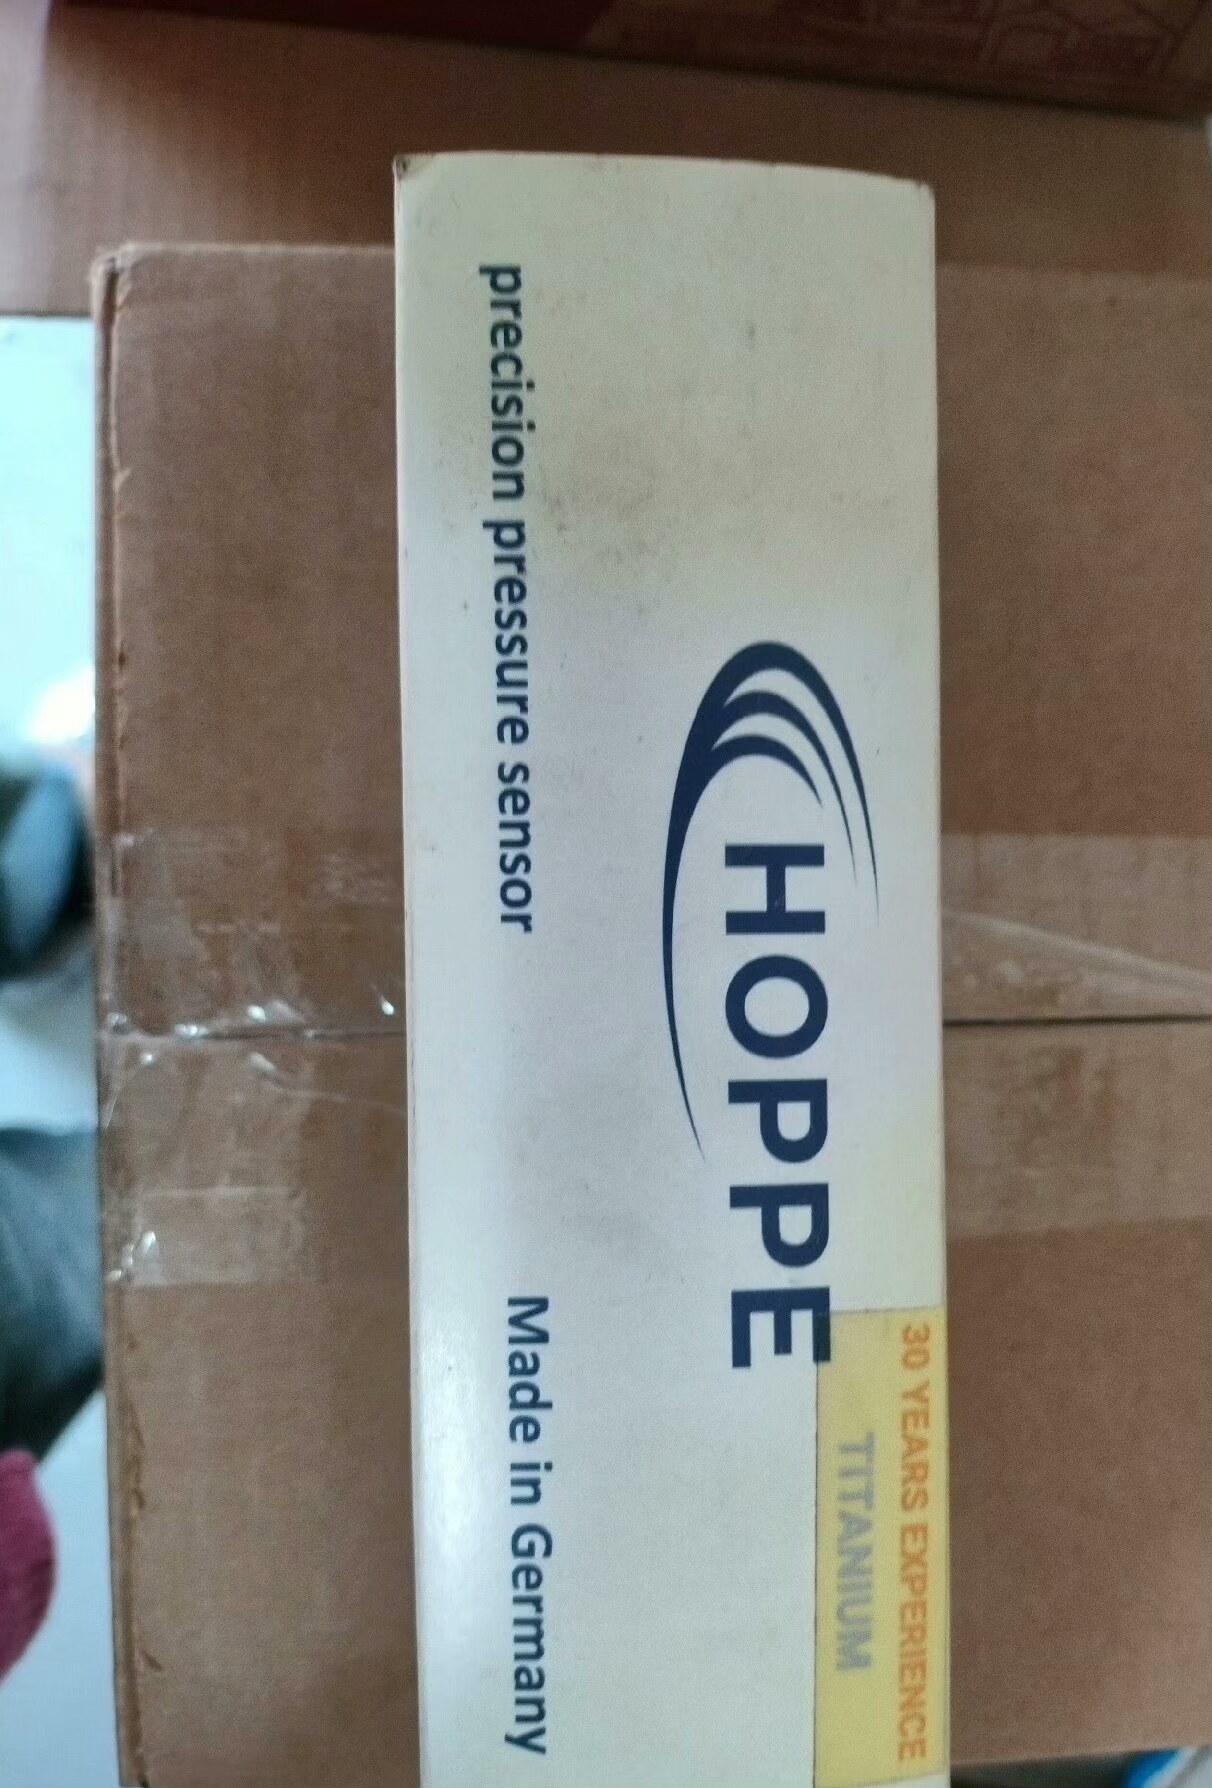 30 YEARS EXPERIENCE
TITANIUM
HOPPE
precision pressure sensor
Made in Germany